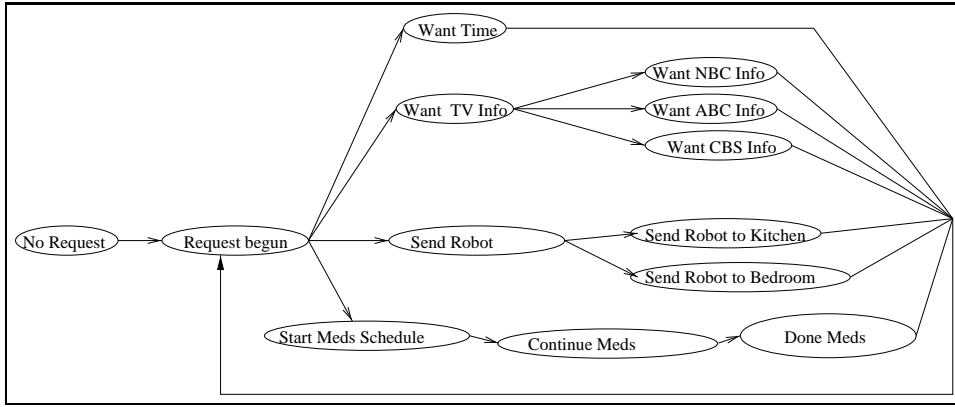 Want Time
Want NBC Info
Want TV Info
Want ABC Info
Want CBS Info
No Request
Request begun
Send Robot
Send Robot to Kitchen
Send Robot to Bedroom
Start Meds Schedule
Continue Meds
Done Meds